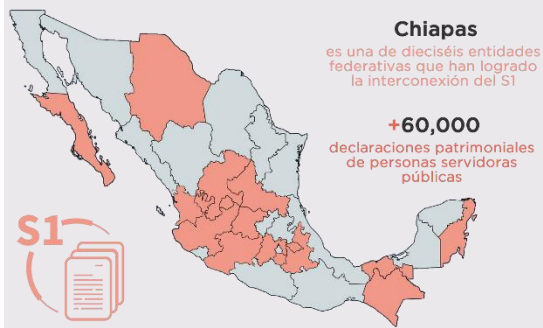 Chiapas
es una de dieciséis entidades
federativas que han logrado
la interconexión del S1
+60,000
declaraciones patrimoniales
de personas servidoras
públicas
S1